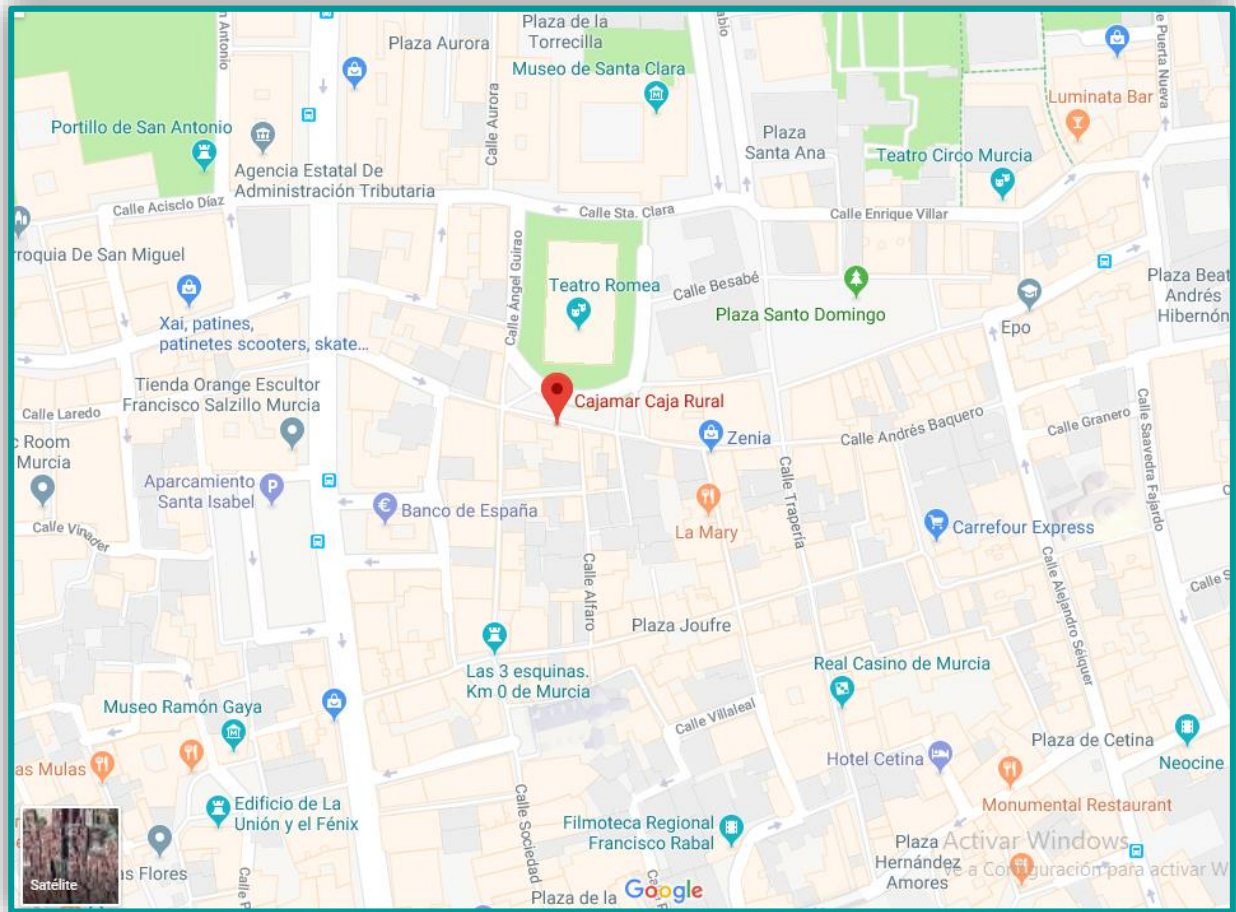 Plaza de la
Torrecilla
Plaza Aurora
Museo de Santa Clara
Calle Aurora
n Antonio
abio
e Puerta Nueva
Luminata Bar
Portillo de San Antonio
Agencia Estatal De
Administración Tributaria
Plaza
Santa Ana
Teatro Circo Murcia
Calle Acisclo Díaz
Calle Sta. Clara
Calle Enrique Villar
rroquia De San Miguel
Calle Ángel Guirao
Teatro Romea
Calle Besabé
Plaza Santo Domingo
Epo
Plaza Beat
Andrés
Hibernón
Xai, patines,
patinetes scooters, skate...
Tienda Orange Escultor
Francisco Salzillo Murcia
Calle Laredo
Cajamar Caja Rural
Zenia
Calle Andrés Baquero
Calle Granero
Calle Saavedra Fajardo
c Room
Murcia
Aparcamiento
Santa Isabel
P
€
Banco de España
La Mary
Calle Trapería
Carrefour Express
Calle Vinader
Calle Alfaro
Calle Alejandro Séiquer
Calle S
Plaza Joufre
Las 3 esquinas.
Km 0 de Murcia
Real Casino de Murcia
Museo Ramón Gaya
Calle Villaleal
Plaza de Cetina
Hotel Cetina
Neocine
as Mulas
Monumental Restaurant
Edificio de La
Unión y el Fénix
Calle Sociedad
Filmoteca Regional
Francisco Rabal
Plaza
Hernández
Amores
Activar Windows
Ve a Configuración para activar W
Satélite
as Flores
Calle P
Plaza de la
Google